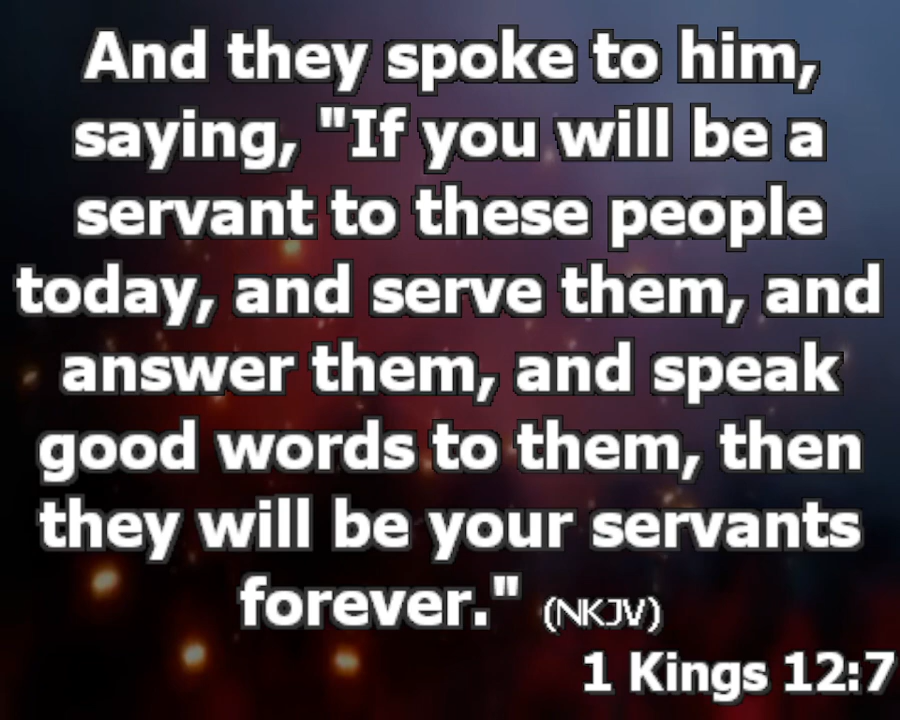 And they spoke to him,
saying, "If you will be a
servant to these people
today, and serve them, and
answer them, and speak
good words to them, then
they will be your servants
forever." (NKJV)
1 Kings 12:7